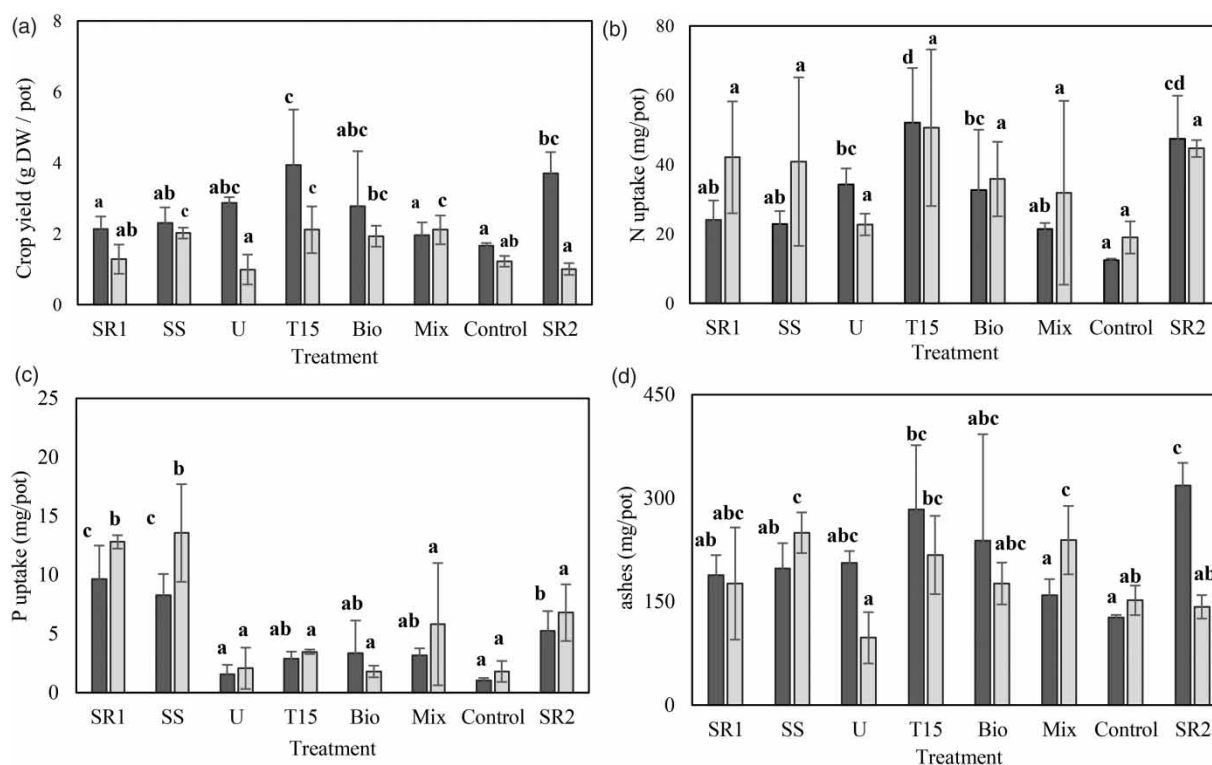 (a)
Crop yield (g DW / pot)
8
6
4
2
0
a ab ab c abc a c c abc bc a c a ab bc a
SR1 SS U T15 Bio Mix Control SR2
Treatment
(b)
N uptake (mg/pot)
80
60
40
20
0
ab a ab a bc a d a bc a ab a a a cd a
SR1 SS U T15 Bio Mix Control SR2
Treatment
(c)
P uptake (mg/pot)
25
20
15
10
5
0
c b c b a a ab a ab a ab a a a b a
SR1 SS U T15 Bio Mix Control SR2
Treatment
(d)
ashes (mg/pot)
450
300
150
0
ab abc ab c abc a bc bc abc abc a c a ab c ab
SR1 SS U T15 Bio Mix Control SR2
Treatment